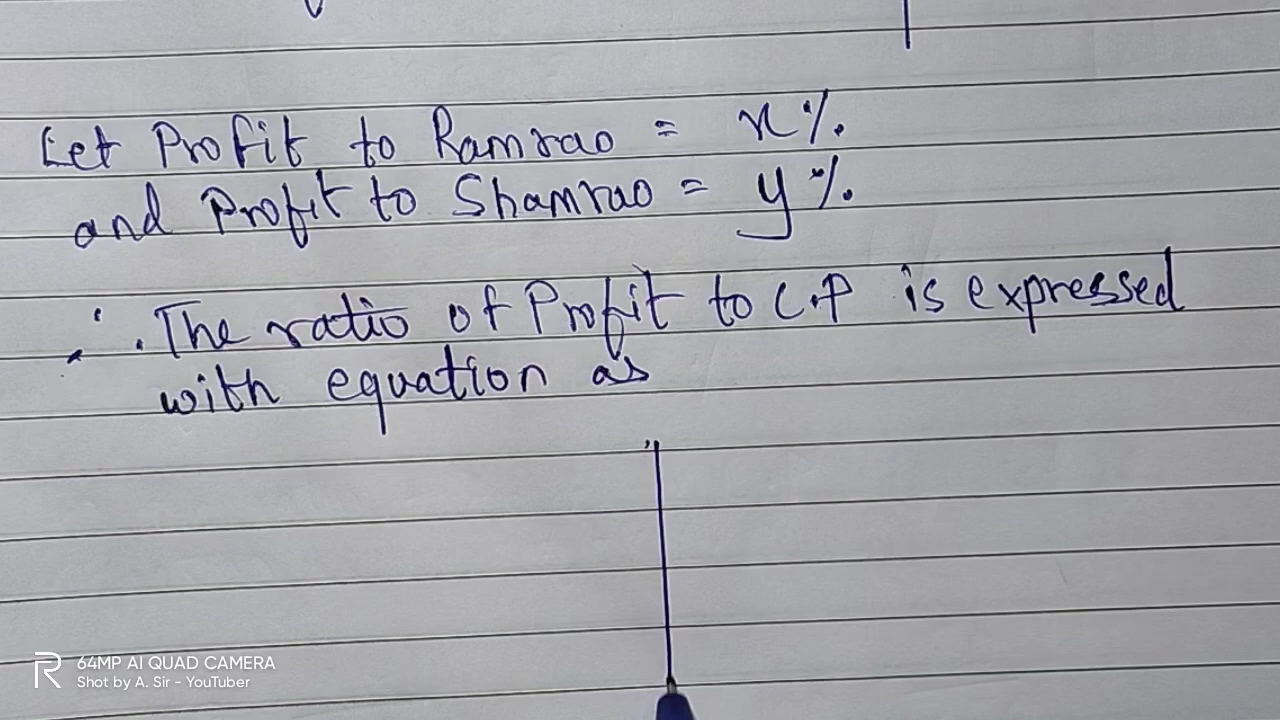 Let Profit to Ramrao = x%.
and Profit to Shamrao = y%.
∴ The ratio of Profit to C.P is expressed
with equation as
64MP AI QUAD CAMERA
Shot by A. Sir - YouTuber